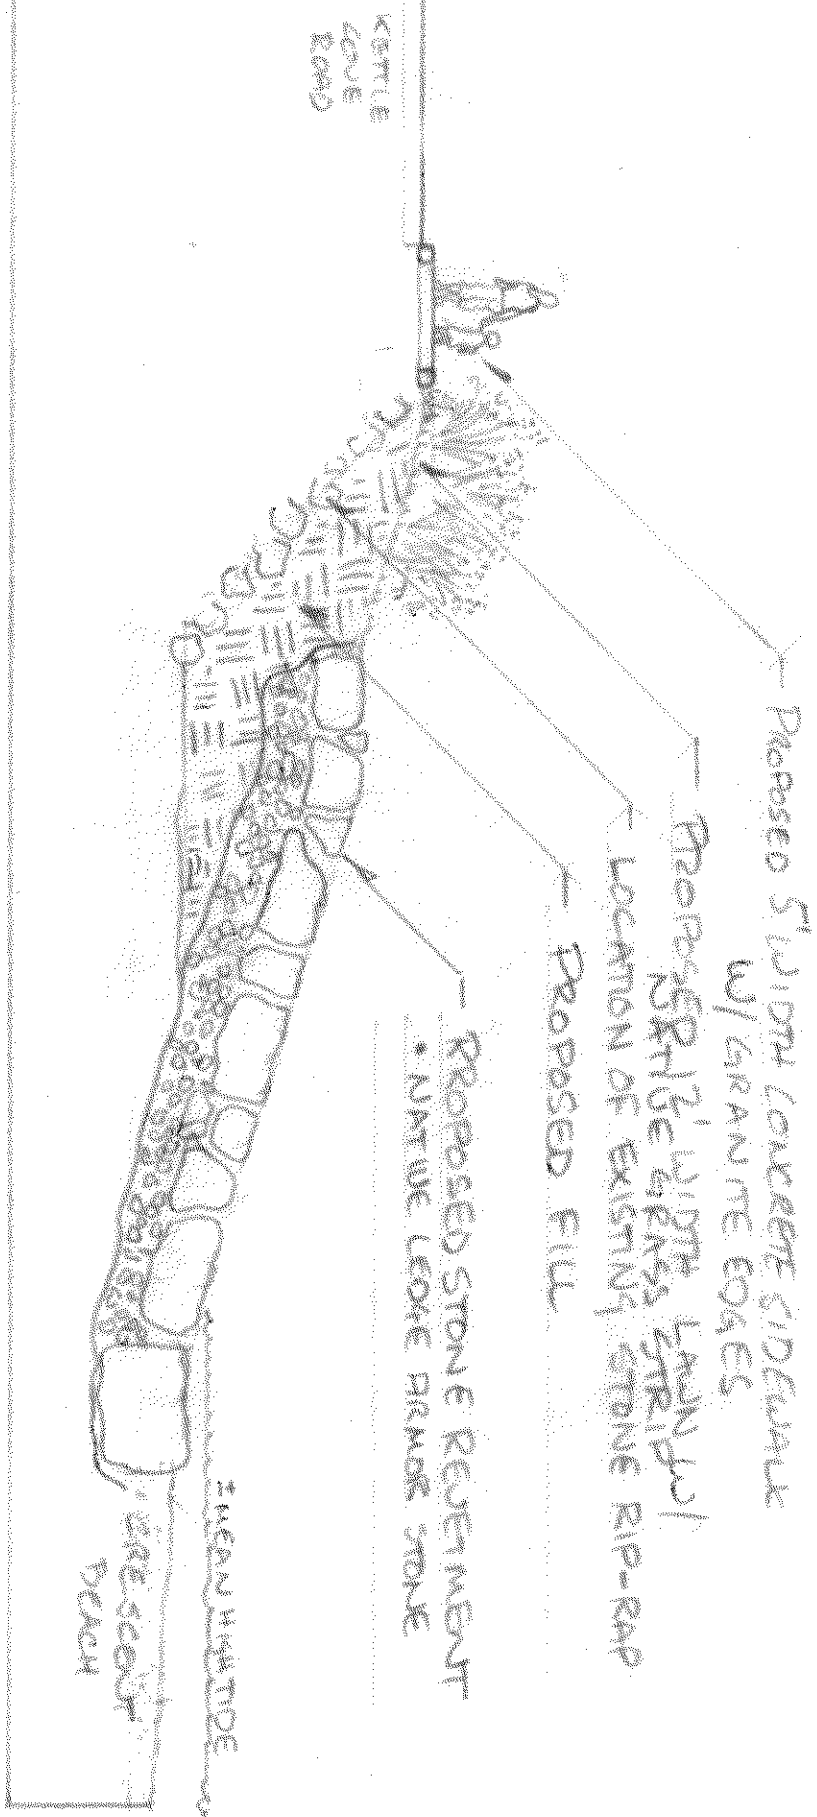 PROPOSED 5' WIDTH CONCRETE SIDEWALK
W/ GRANITE EDGES
PROPOSED 12' WIDTH LAWN W/
NATIVE GRASS STRIP
LOCATION OF EXISTING STONE RIP-RAP
PROPOSED FILL
PROPOSED STONE REVETMENT
• NATIVE LEDGE ARMOR STONE
± MEAN HIGH TIDE
CRESCENT
BEACH
KETTLE
COVE
ROAD